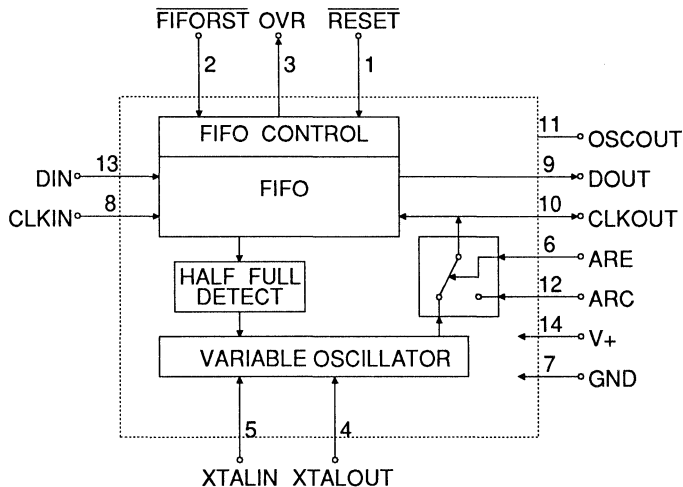 FIFORST OVR RESET
2 3 1
FIFO CONTROL
11 OSCOUT
DIN 13
FIFO
9 DOUT
CLKIN 8
10 CLKOUT
6 ARE
HALF FULL
DETECT
12 ARC
14 V+
VARIABLE OSCILLATOR
7 GND
5 4
XTALIN XTALOUT